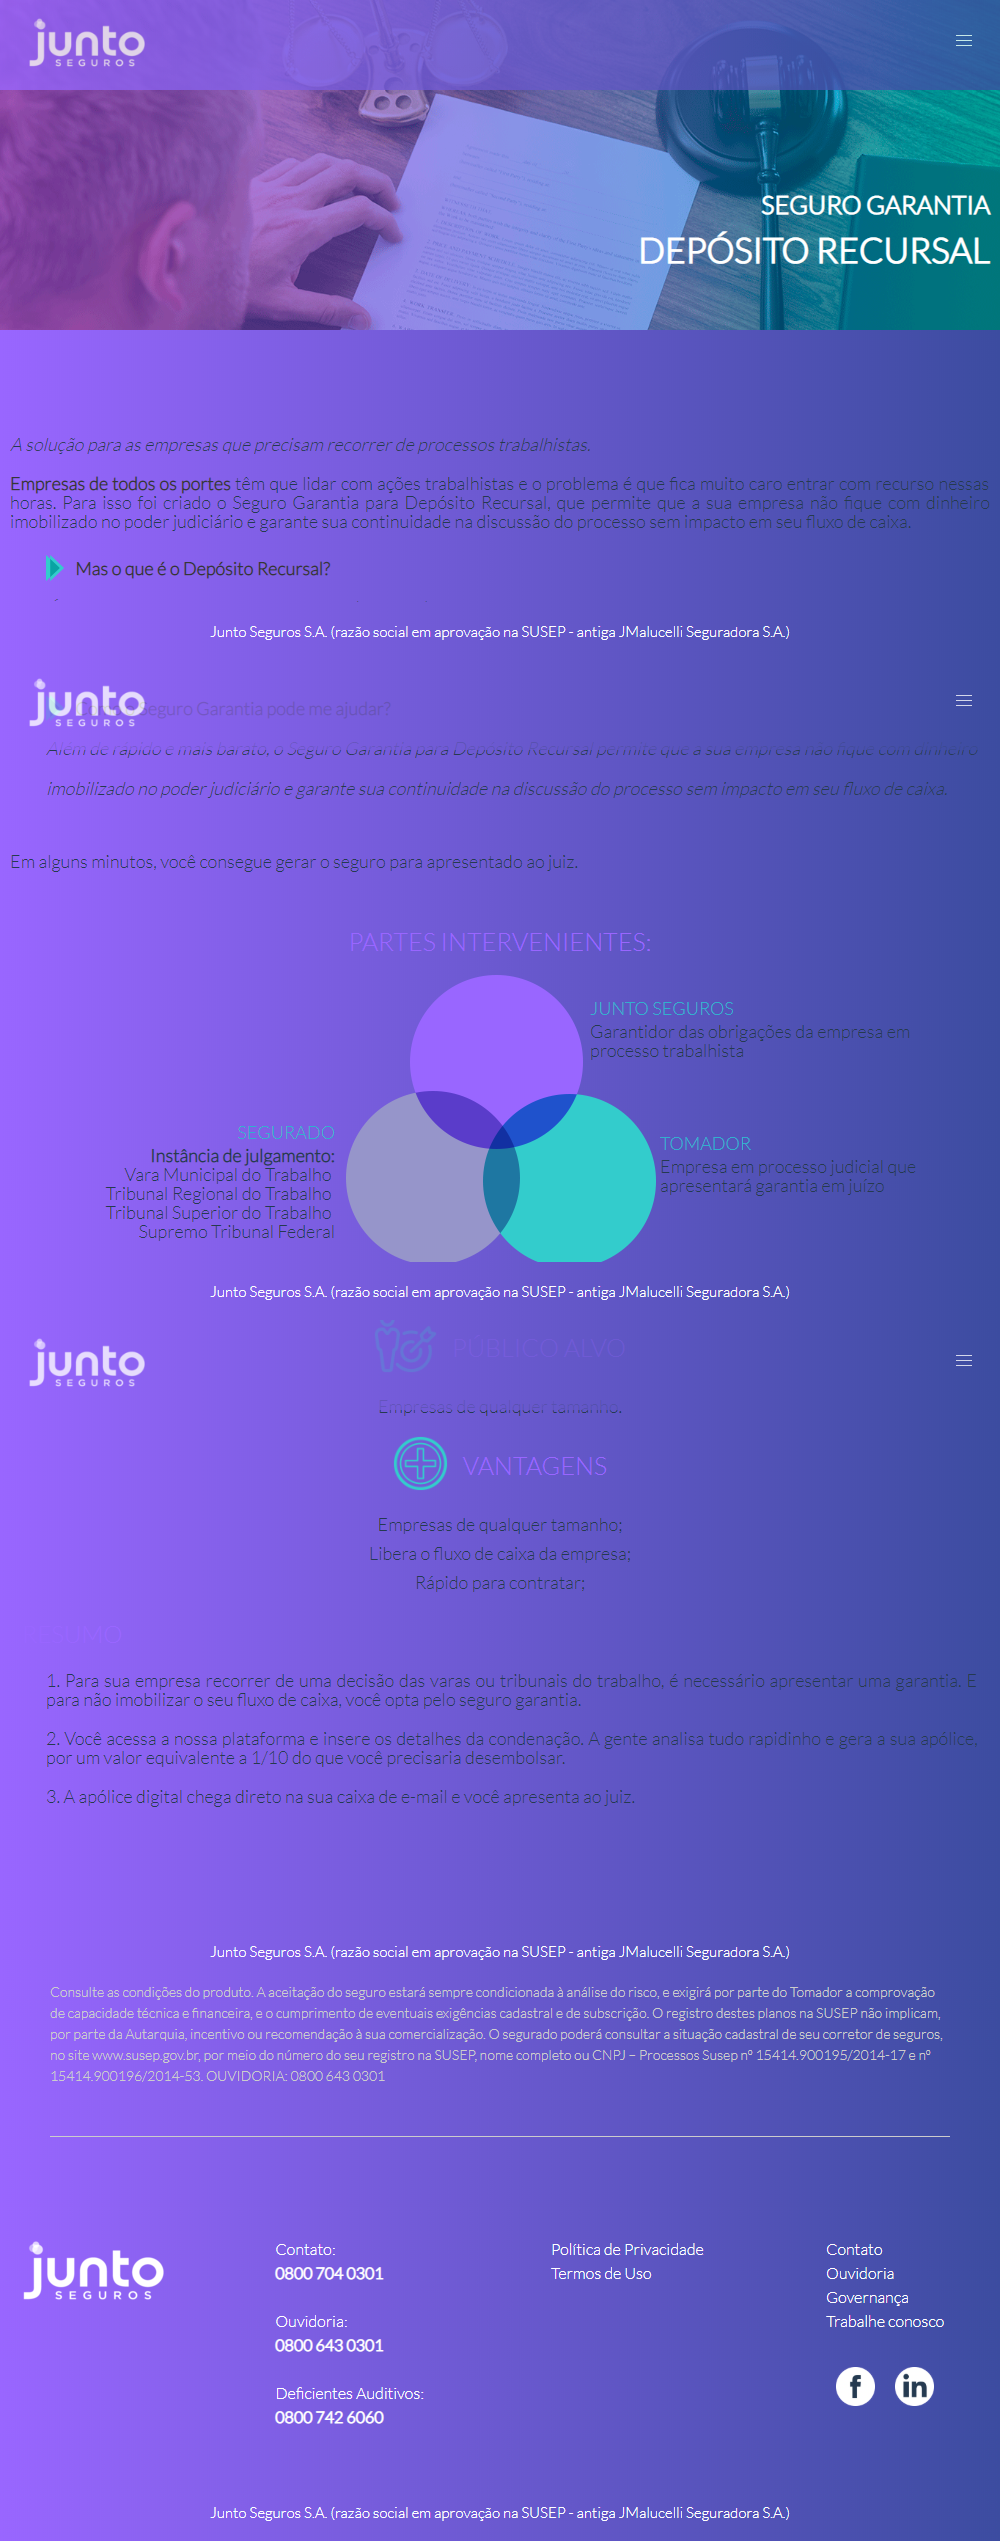 junto
SEGUROS
SEGURO GARANTIA
DEPÓSITO RECURSAL
A solução para as empresas que precisam recorrer de processos trabalhistas.
Empresas de todos os portes têm que lidar com ações trabalhistas e o problema é que fica muito caro entrar com recurso nessas
horas. Para isso foi criado o Seguro Garantia para Depósito Recursal, que permite que a sua empresa não fique com dinheiro
imobilizado no poder judiciário e garante sua continuidade na discussão do processo sem impacto em seu fluxo de caixa.
Mas o que é o Depósito Recursal?
Junto Seguros S.A. (razão social em aprovação na SUSEP - antiga JMalucelli Seguradora S.A.)
junto
SEGUROS
Seguro Garantia pode me ajudar?
Além de rápido e mais barato, o Seguro Garantia para Depósito Recursal permite que a sua empresa não fique com dinheiro
imobilizado no poder judiciário e garante sua continuidade na discussão do processo sem impacto em seu fluxo de caixa.
Em alguns minutos, você consegue gerar o seguro para apresentado ao juiz.
PARTES INTERVENIENTES:
JUNTO SEGUROS
Garantidor das obrigações da empresa em
processo trabalhista
SEGURADO
Instância de julgamento:
Vara Municipal do Trabalho
Tribunal Regional do Trabalho
Tribunal Superior do Trabalho
Supremo Tribunal Federal
TOMADOR
Empresa em processo judicial que
apresentará garantia em juízo
Junto Seguros S.A. (razão social em aprovação na SUSEP - antiga JMalucelli Seguradora S.A.)
junto
SEGUROS
PÚBLICO ALVO
Empresas de qualquer tamanho.
VANTAGENS
Empresas de qualquer tamanho;
Libera o fluxo de caixa da empresa;
Rápido para contratar;
1. Para sua empresa recorrer de uma decisão das varas ou tribunais do trabalho, é necessário apresentar uma garantia. E
para não imobilizar o seu fluxo de caixa, você opta pelo seguro garantia.
2. Você acessa a nossa plataforma e insere os detalhes da condenação. A gente analisa tudo rapidinho e gera a sua apólice,
por um valor equivalente a 1/10 do que você precisaria desembolsar.
3. A apólice digital chega direto na sua caixa de e-mail e você apresenta ao juiz.
Junto Seguros S.A. (razão social em aprovação na SUSEP - antiga JMalucelli Seguradora S.A.)
Consulte as condições do produto. A aceitação do seguro estará sempre condicionada à análise do risco, e exigirá por parte do Tomador a comprovação
de capacidade técnica e financeira, e o cumprimento de eventuais exigências cadastral e de subscrição. O registro destes planos na SUSEP não implicam,
por parte da Autarquia, incentivo ou recomendação à sua comercialização. O segurado poderá consultar a situação cadastral de seu corretor de seguros,
no site www.susep.gov.br, por meio do número do seu registro na SUSEP, nome completo ou CNPJ – Processos Susep nº 15414.900195/2014-17 e nº
15414.900196/2014-53. OUVIDORIA: 0800 643 0301
junto
SEGUROS
Contato:
0800 704 0301
Ouvidoria:
0800 643 0301
Deficientes Auditivos:
0800 742 6060
Política de Privacidade
Termos de Uso
Contato
Ouvidoria
Governança
Trabalhe conosco
f
in
Junto Seguros S.A. (razão social em aprovação na SUSEP - antiga JMalucelli Seguradora S.A.)